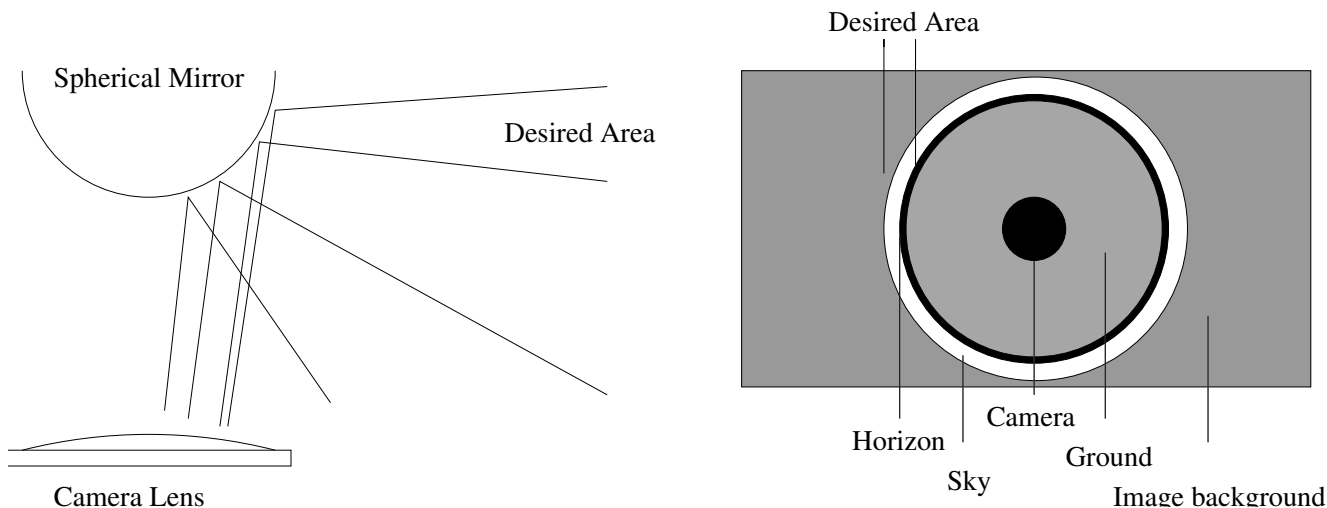 Spherical Mirror
Desired Area
Camera Lens
Desired Area
Camera
Horizon
Ground
Sky
Image background